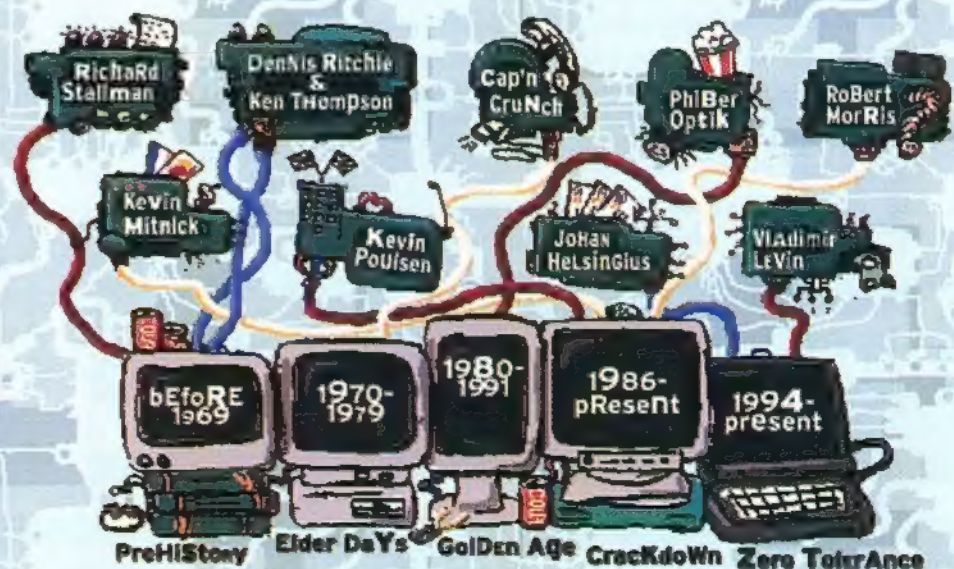 RichaRd
Stallman
DenNis Ritchie
&
Ken THompson
Cap'n
CruNch
PhIBer
Optik
RoBert
MorRis
Kevin
Mitnick
Kevin
Poulsen
JoHaN
HeLsinGius
VlAdimir
LeVin
bEfoRE
1969
1970-
1979
1980-
1991
1986-
pResent
1994-
present
COLA
PreHiStory
Elder DaYs
GolDen Age
CracKdoWn
Zero TolerAnce